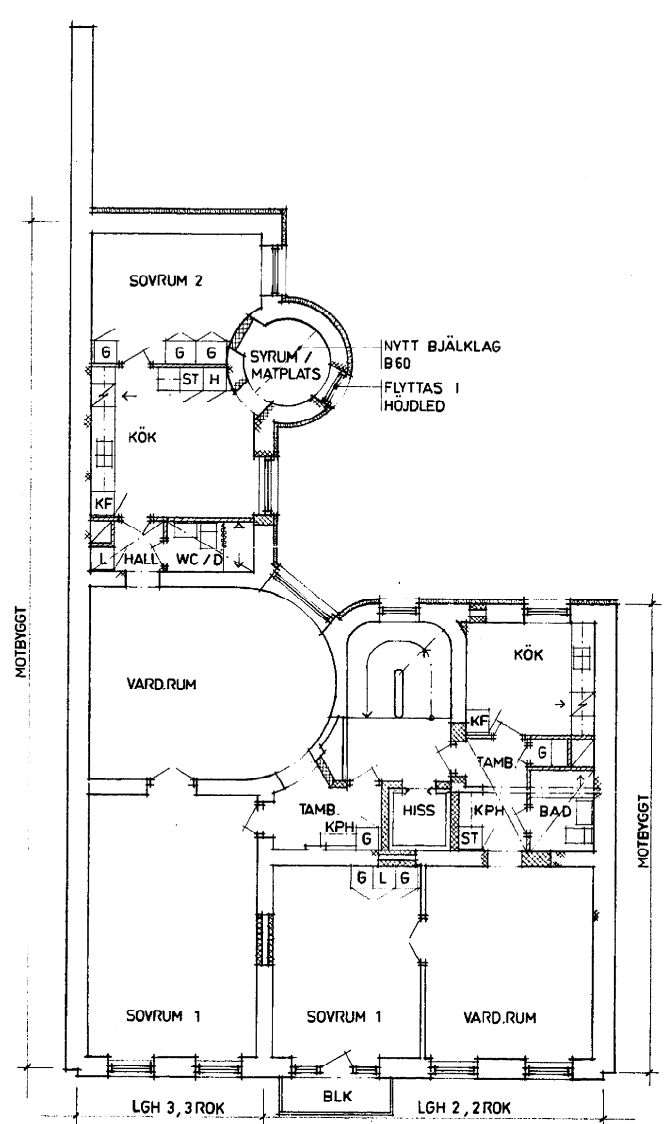 SOVRUM 2
G
G
G
SYRUM /
MATPLATS
NYTT BJÄLKLAG
B60
FLYTTAS I
HÖJDLED
ST
H
KÖK
KF
L
HALL
WC/D
MOTBYGGT
VARD.RUM
KÖK
KF
TAMB.
G
TAMB.
KPH
G
HISS
KPH
BAD
ST
MOTBYGGT
G
L
G
SOVRUM 1
SOVRUM 1
VARD.RUM
BLK
LGH 3, 3 ROK
LGH 2, 2 ROK